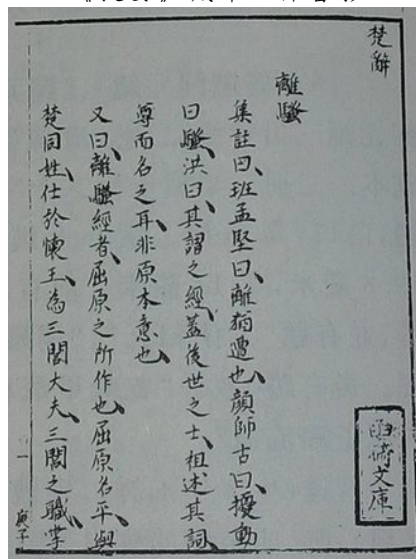 楚辭
離騷
集註曰、班孟堅曰、離猶遭也、顏師古曰、擾動
曰騷、洪曰、其謂之經、蓋後世之士、祖述其詞、
尊而名之耳、非原本意也、
又曰、離騷經者、屈原之所作也、屈原名平、與
楚同姓、仕於懷王、為三閭大夫、三閭之職、掌
文庫
一